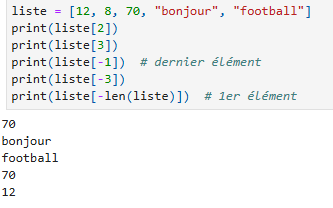 liste = [12, 8, 70, "bonjour", "football"]
print(liste[2])
print(liste[3])
print(liste[-1])  # dernier élément
print(liste[-3])
print(liste[-len(liste)])  # 1er élément
70
bonjour
football
70
12